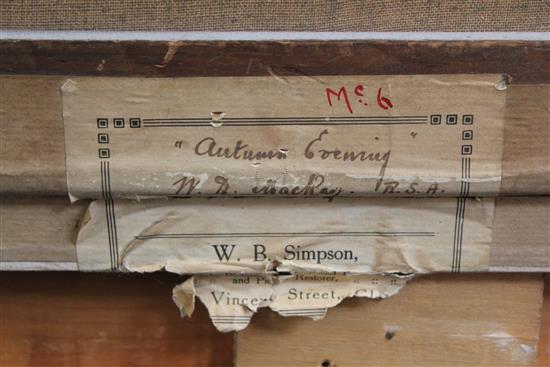 Mc 6
"Autumn Evening"
W. D. Mackay. R.S.A.
W. B. Simpson,
and Restorer,
Vincent Street,